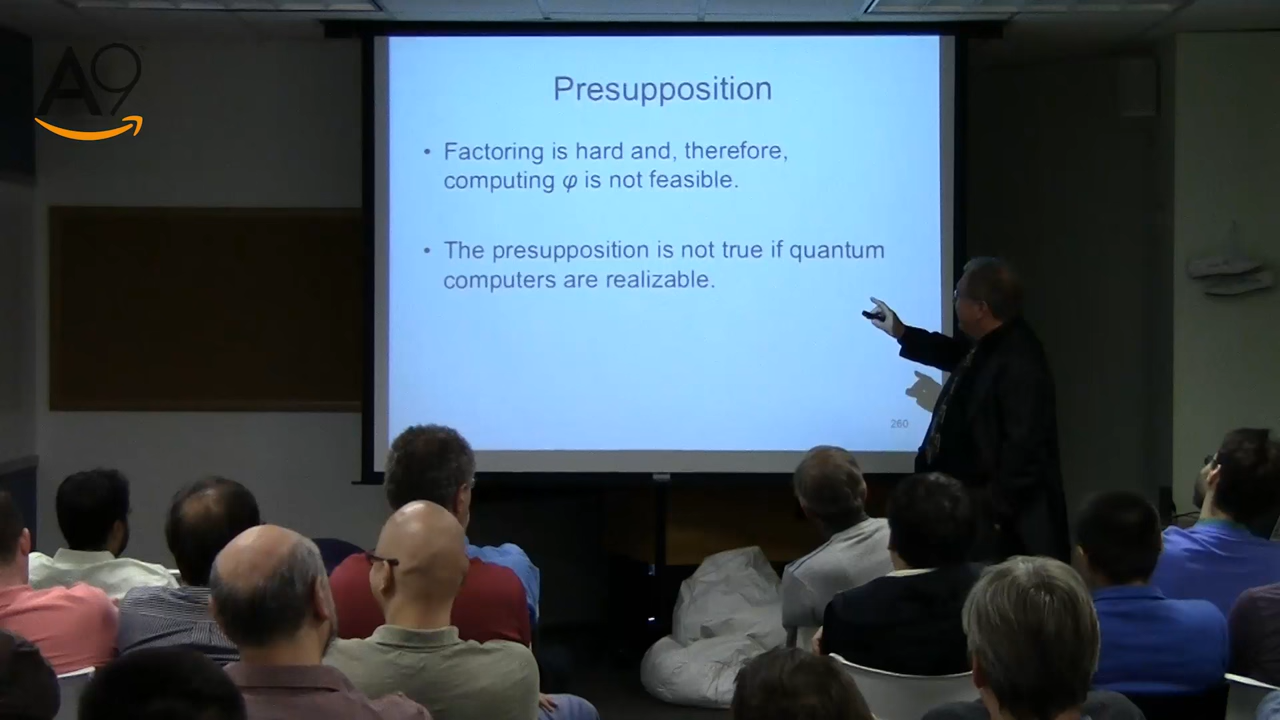 A9
Presupposition
• Factoring is hard and, therefore,
computing φ is not feasible.
• The presupposition is not true if quantum
computers are realizable.
260